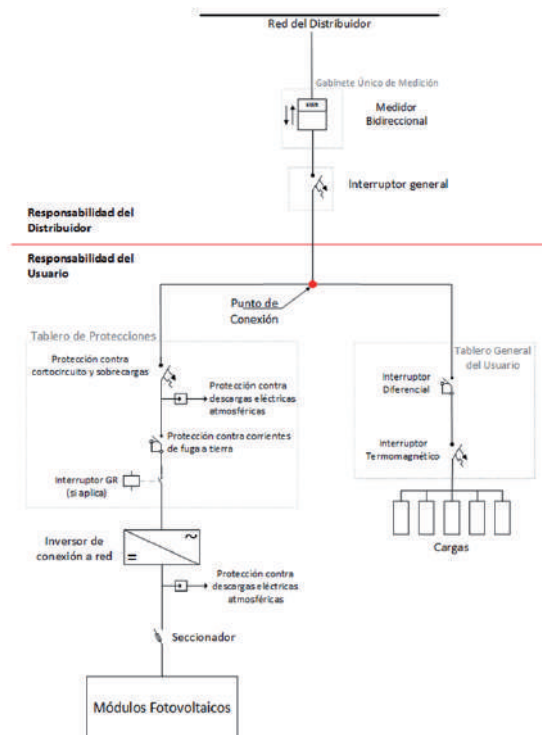 Red del Distribuidor
Gabinete Único de Medición
Medidor
Bidireccional
Interruptor general
Responsabilidad del
Distribuidor
Responsabilidad del
Usuario
Punto de
Conexión
Tablero de Protecciones
Protección contra
cortocircuito y sobrecargas
Protección contra
descargas eléctricas
atmosféricas
Protección contra corrientes
de fuga a tierra
Interruptor GR
(si aplica)
Tablero General
del Usuario
Interruptor
Diferencial
Interruptor
Termomagnético
Cargas
Inversor de
conexión a red
Protección contra
descargas eléctricas
atmosféricas
Seccionador
Módulos Fotovoltaicos